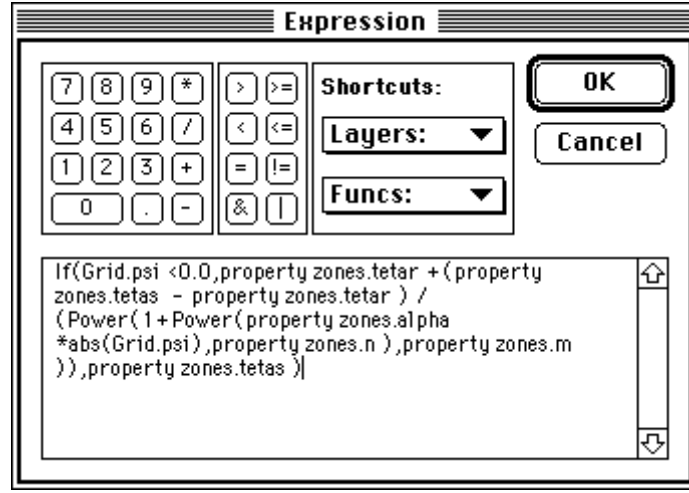 Expression
7 8 9 * > >= Shortcuts: OK
4 5 6 / < <= Layers: Cancel
1 2 3 + = != Funcs:
0 . - & |
If(Grid.psi <0.0,property zones.tetar +(property
zones.tetas - property zones.tetar ) /
(Power(1+Power(property zones.alpha
*abs(Grid.psi),property zones.n ),property zones.m
)),property zones.tetas )